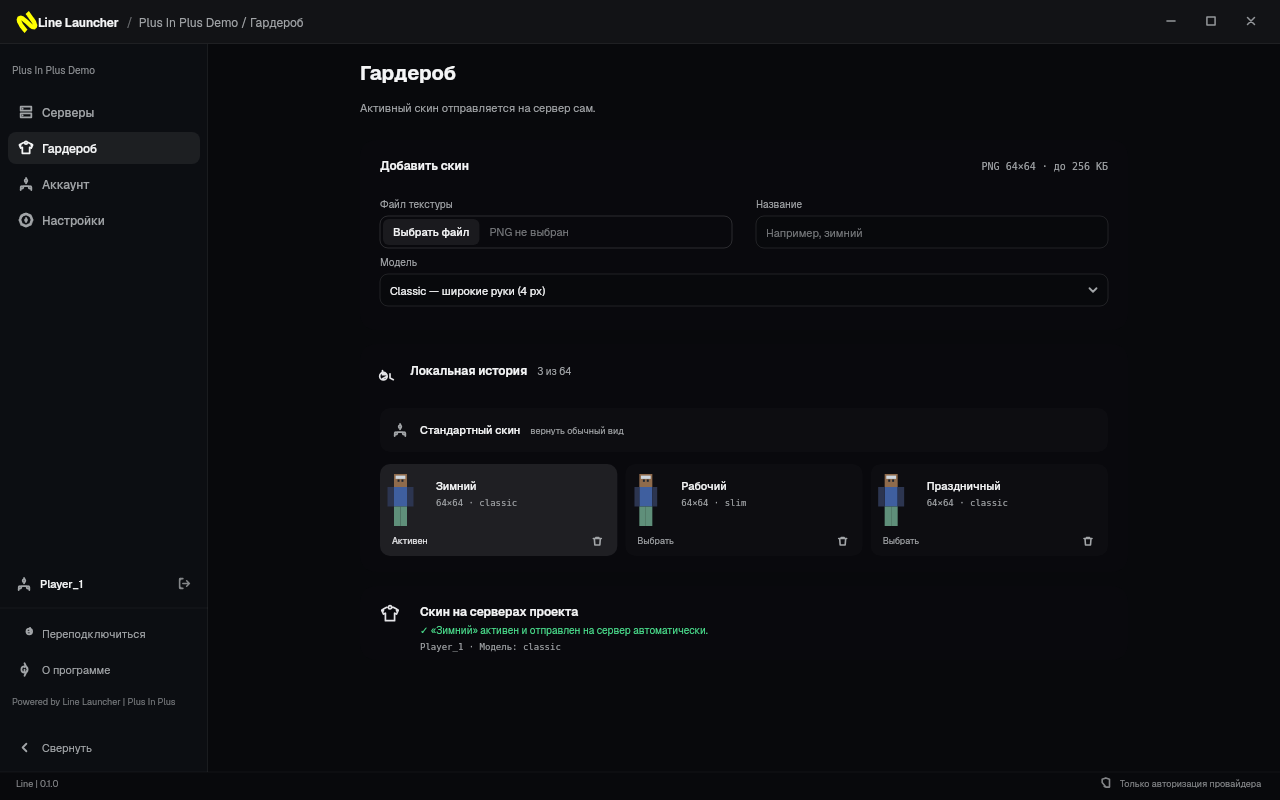 Line Launcher / Plus In Plus Demo / Гардероб
Plus In Plus Demo
Серверы
Гардероб
Аккаунт
Настройки
Player_1
Переподключиться
О программе
Powered by Line Launcher | Plus In Plus
Свернуть
Гардероб
Активный скин отправляется на сервер сам.
Добавить скин
PNG 64×64 · до 256 КБ
Файл текстуры
Название
Выбрать файл PNG не выбран
Например, зимний
Модель
Classic — широкие руки (4 px)
Локальная история 3 из 64
Стандартный скин вернуть обычный вид
Зимний
64×64 · classic
Активен
Рабочий
64×64 · slim
Выбрать
Праздничный
64×64 · classic
Выбрать
Скин на серверах проекта
✓ «Зимний» активен и отправлен на сервер автоматически.
Player_1 · Модель: classic
Line | 0.1.0
Только авторизация провайдера